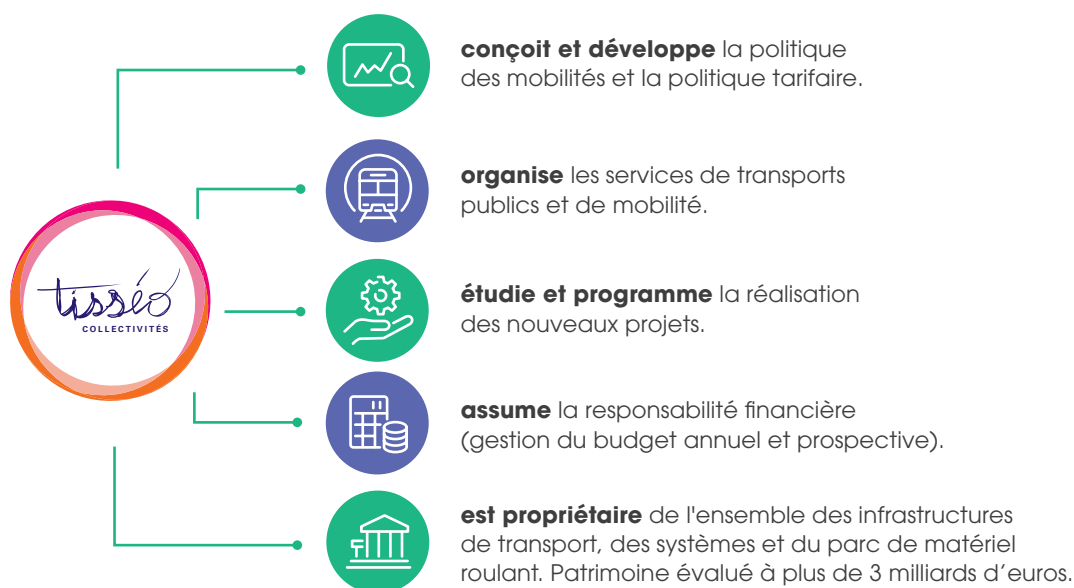 conçoit et développe la politique
des mobilités et la politique tarifaire.
organise les services de transports
publics et de mobilité.
tisséo
COLLECTIVITÉS
étudie et programme la réalisation
des nouveaux projets.
assume la responsabilité financière
(gestion du budget annuel et prospective).
est propriétaire de l'ensemble des infrastructures
de transport, des systèmes et du parc de matériel
roulant. Patrimoine évalué à plus de 3 milliards d’euros.